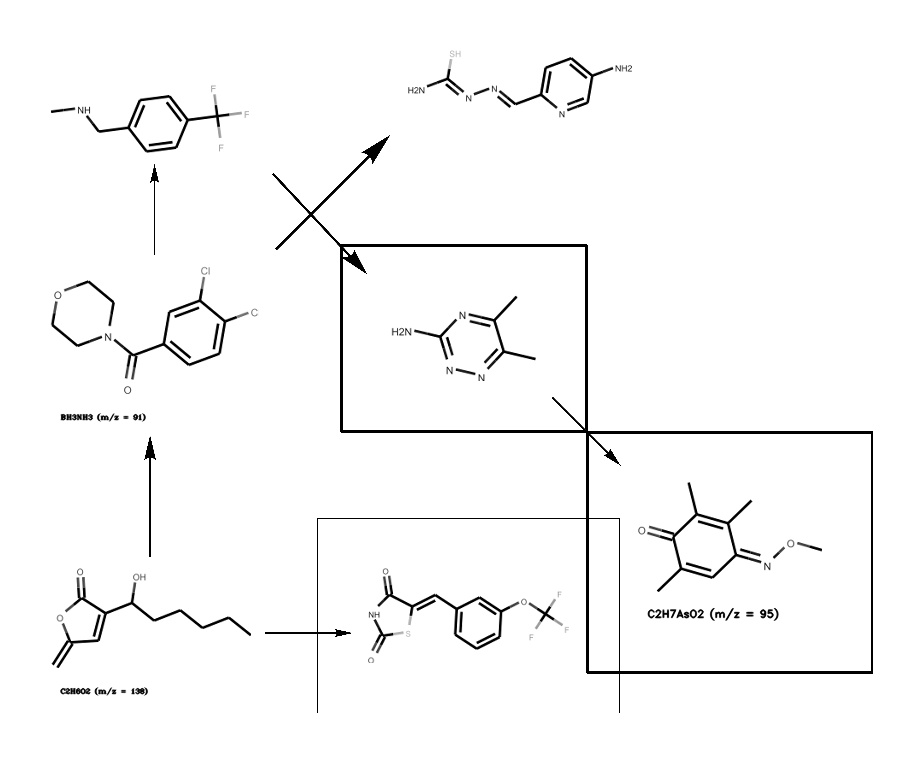 SH
H2N
N
N
N
NH2
NH
F
F
F
Cl
C
O
N
O
H2N
N
N
N
BH3NH3 (m/z = 91)
O
O
N
C2H7AsO2 (m/z = 95)
OH
O
O
O
NH
S
O
O
F
F
F
C2H6O2 (m/z = 138)